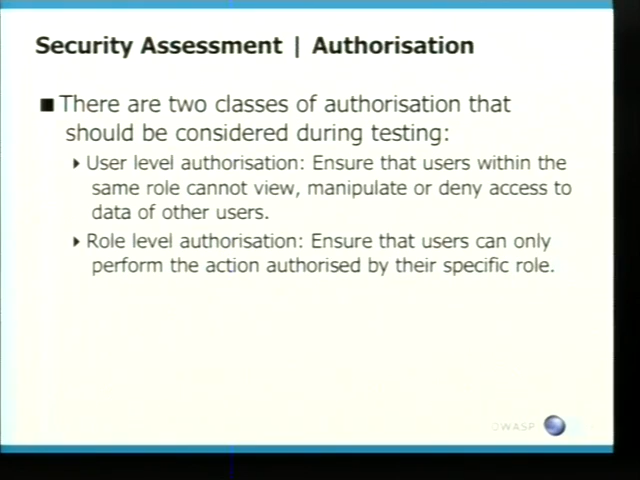 Security Assessment | Authorisation
There are two classes of authorisation that
should be considered during testing:
User level authorisation: Ensure that users within the
same role cannot view, manipulate or deny access to
data of other users.
Role level authorisation: Ensure that users can only
perform the action authorised by their specific role.
OWASP